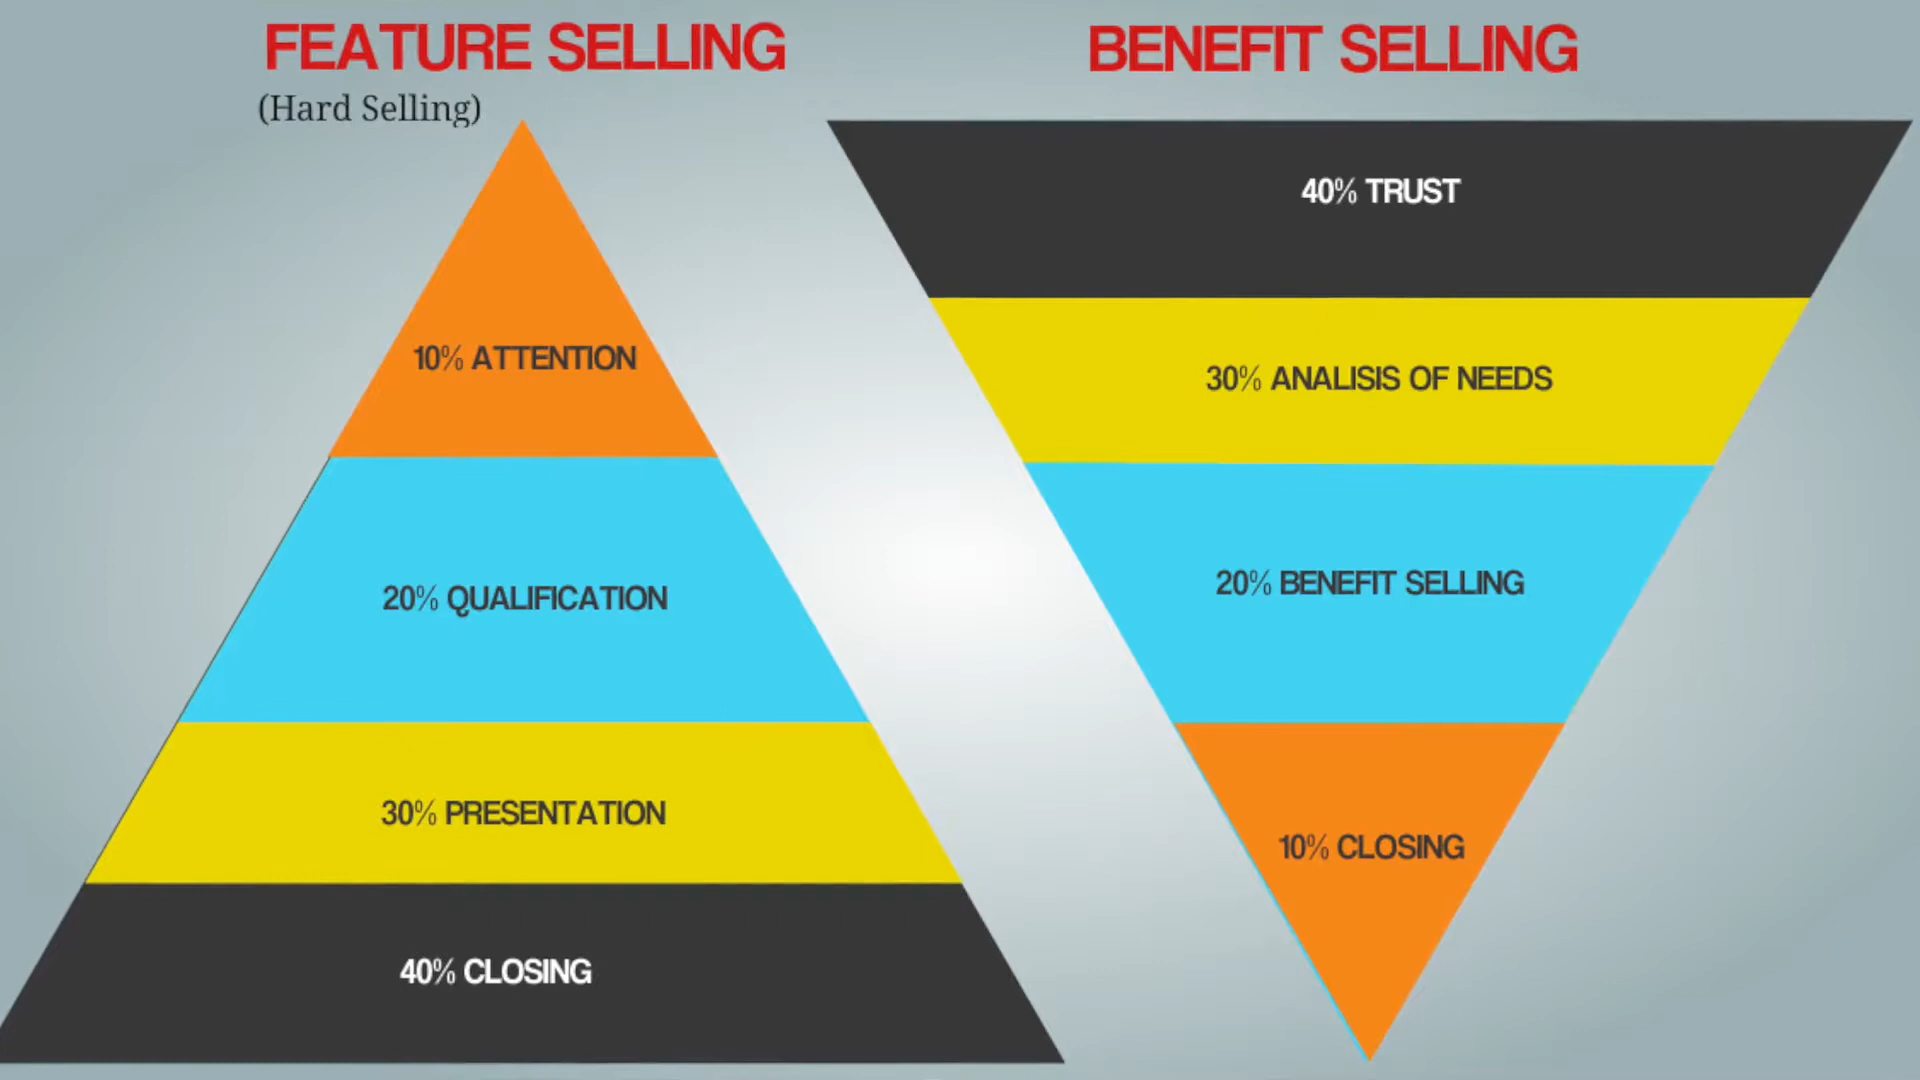 FEATURE SELLING
(Hard Selling)
10% ATTENTION
20% QUALIFICATION
30% PRESENTATION
40% CLOSING
BENEFIT SELLING
40% TRUST
30% ANALISIS OF NEEDS
20% BENEFIT SELLING
10% CLOSING